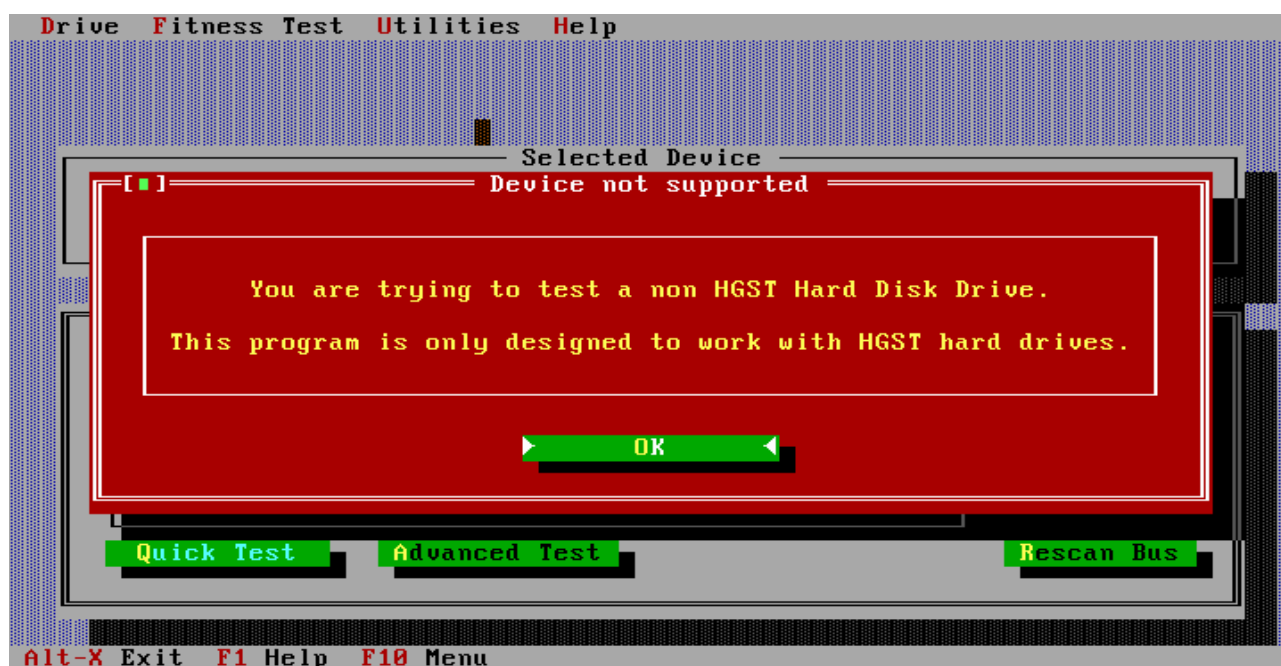 Drive Fitness Test Utilities Help
Selected Device
[■] Device not supported
You are trying to test a non HGST Hard Disk Drive.
This program is only designed to work with HGST hard drives.
OK
Quick Test Advanced Test Rescan Bus
Alt-X Exit F1 Help F10 Menu